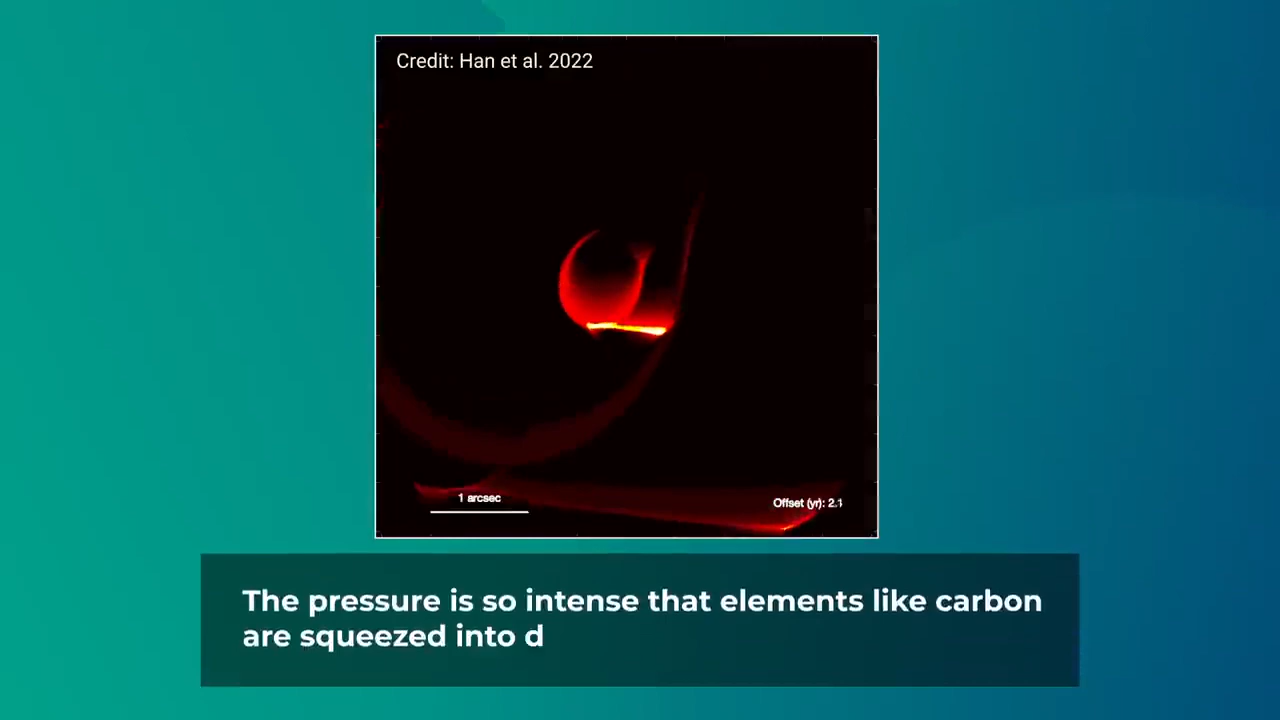 Credit: Han et al. 2022
1 arcsec
Offset (yr): 2.1
The pressure is so intense that elements like carbon
are squeezed into d